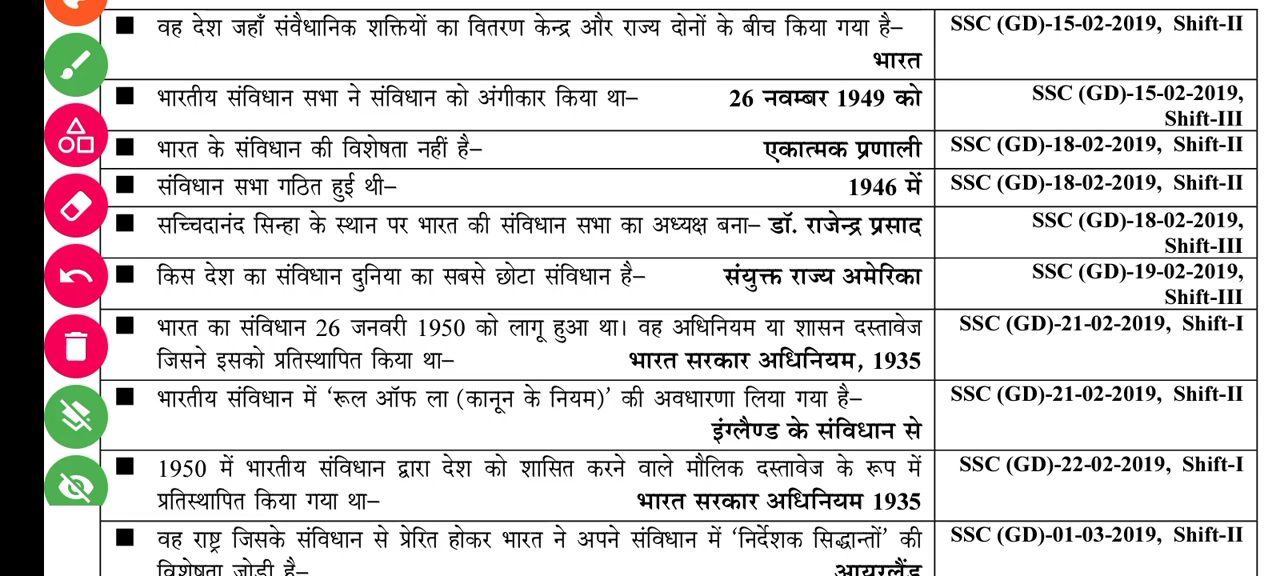 ■ वह देश जहाँ संवैधानिक शक्तियों का वितरण केन्द्र और राज्य दोनों के बीच किया गया है– SSC (GD)-15-02-2019, Shift-II
भारत
■ भारतीय संविधान सभा ने संविधान को अंगीकार किया था– 26 नवम्बर 1949 को SSC (GD)-15-02-2019,
Shift-III
■ भारत के संविधान की विशेषता नहीं है– एकात्मक प्रणाली SSC (GD)-18-02-2019, Shift-II
■ संविधान सभा गठित हुई थी– 1946 में SSC (GD)-18-02-2019, Shift-II
■ सच्चिदानंद सिन्हा के स्थान पर भारत की संविधान सभा का अध्यक्ष बना– डॉ. राजेन्द्र प्रसाद SSC (GD)-18-02-2019,
Shift-III
■ किस देश का संविधान दुनिया का सबसे छोटा संविधान है– संयुक्त राज्य अमेरिका SSC (GD)-19-02-2019,
Shift-III
■ भारत का संविधान 26 जनवरी 1950 को लागू हुआ था। वह अधिनियम या शासन दस्तावेज SSC (GD)-21-02-2019, Shift-I
जिसने इसको प्रतिस्थापित किया था– भारत सरकार अधिनियम, 1935
■ भारतीय संविधान में ‘रूल ऑफ ला (कानून के नियम)’ की अवधारणा लिया गया है– SSC (GD)-21-02-2019, Shift-II
इंग्लैण्ड के संविधान से
■ 1950 में भारतीय संविधान द्वारा देश को शासित करने वाले मौलिक दस्तावेज के रूप में SSC (GD)-22-02-2019, Shift-I
प्रतिस्थापित किया गया था– भारत सरकार अधिनियम 1935
■ वह राष्ट्र जिसके संविधान से प्रेरित होकर भारत ने अपने संविधान में ‘निर्देशक सिद्धान्तों’ की SSC (GD)-01-03-2019, Shift-II
विशेषता जोड़ी है– आयरलैंड